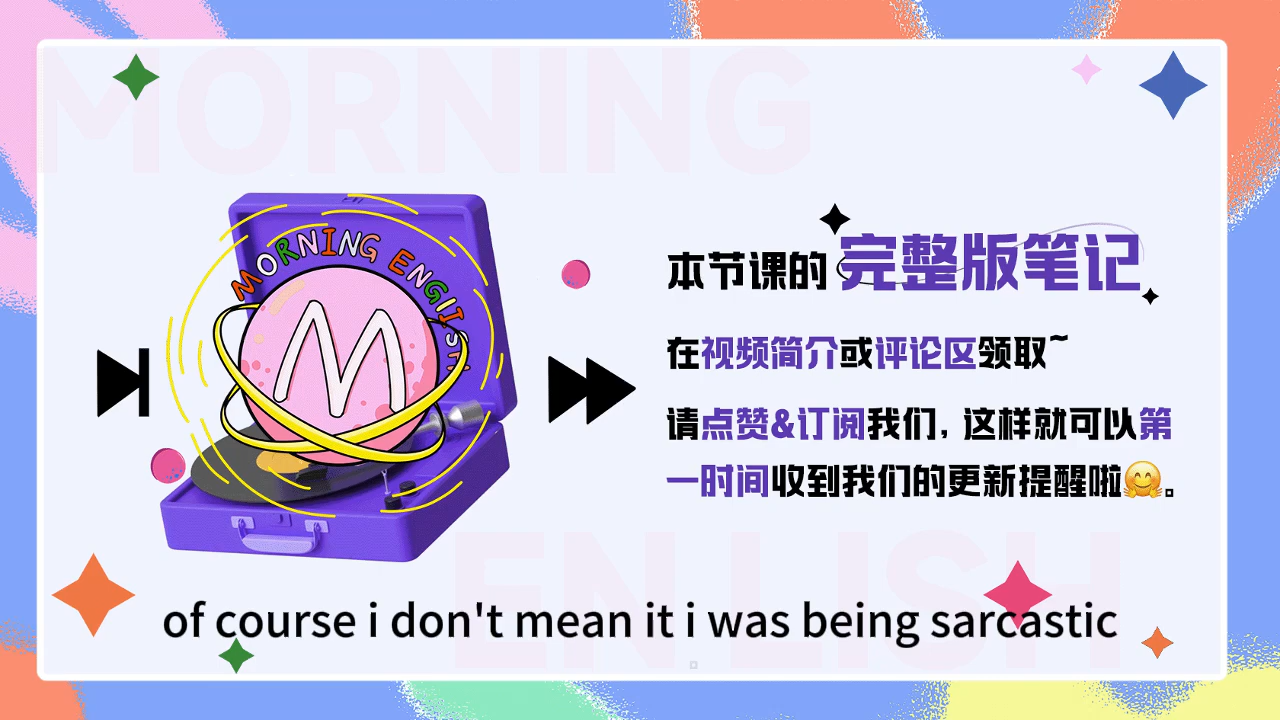 MORNING
MORNING ENGLISH
M
本节课的 完整版笔记
在视频简介或评论区领取~
请点赞&订阅我们，这样就可以第
一时间收到我们的更新提醒啦🤗。
EN LISH
of course i don't mean it i was being sarcastic